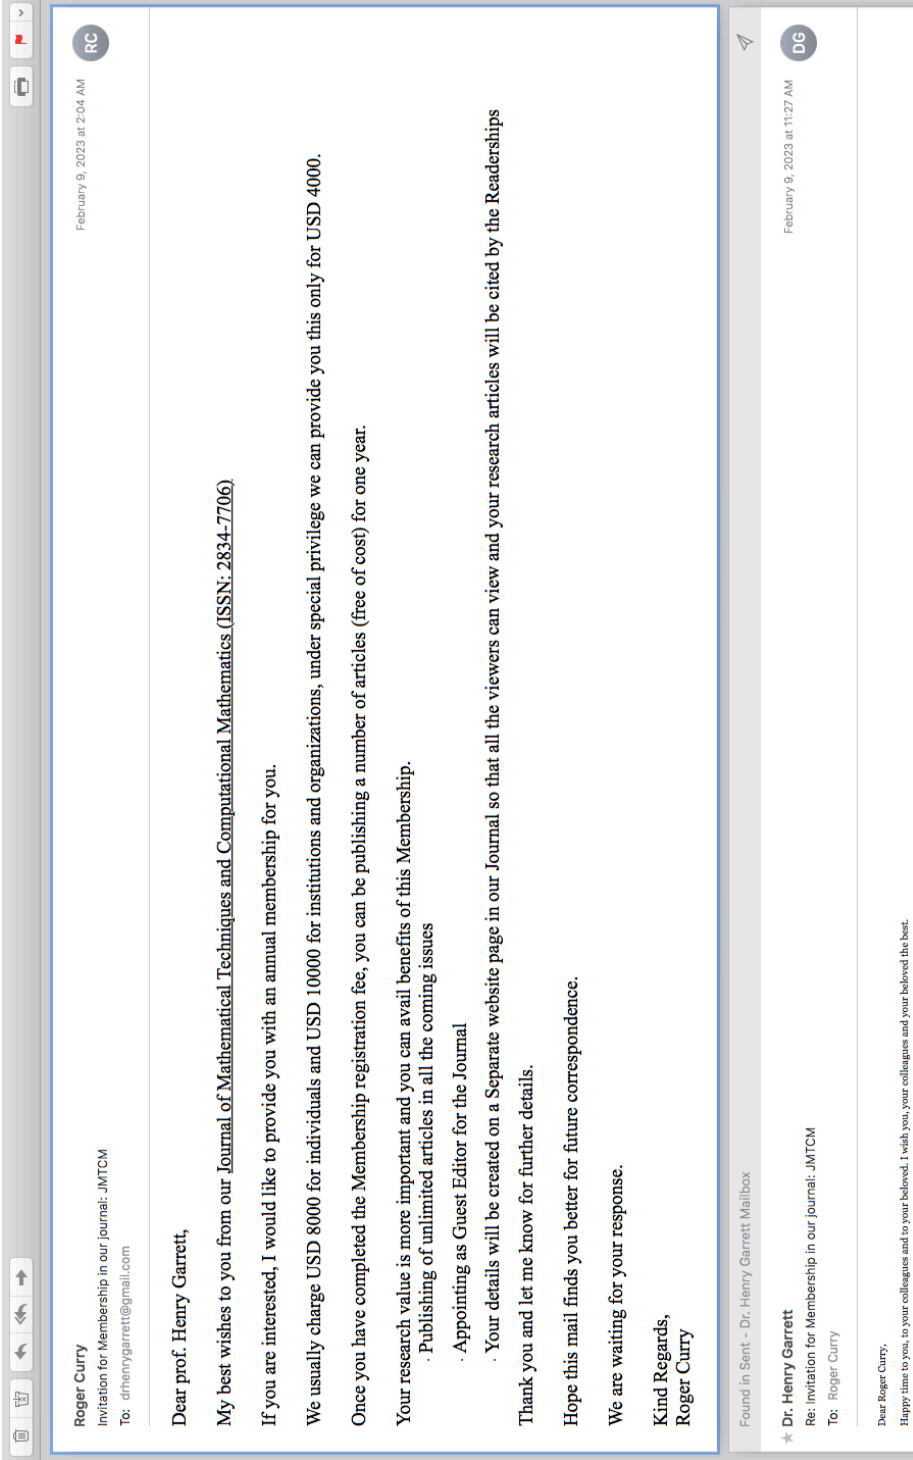 Roger Curry
February 9, 2023 at 2:04 AM
RC
Invitation for Membership in our journal: JMTCM
To: drhenrygarrett@gmail.com
Dear prof. Henry Garrett,
My best wishes to you from our Journal of Mathematical Techniques and Computational Mathematics (ISSN: 2834-7706)
If you are interested, I would like to provide you with an annual membership for you.
We usually charge USD 8000 for individuals and USD 10000 for institutions and organizations, under special privilege we can provide you this only for USD 4000.
Once you have completed the Membership registration fee, you can be publishing a number of articles (free of cost) for one year.
Your research value is more important and you can avail benefits of this Membership.
· Publishing of unlimited articles in all the coming issues
· Appointing as Guest Editor for the Journal
· Your details will be created on a Separate website page in our Journal so that all the viewers can view and your research articles will be cited by the Readerships
Thank you and let me know for further details.
Hope this mail finds you better for future correspondence.
We are waiting for your response.
Kind Regards,
Roger Curry
Found in Sent - Dr. Henry Garrett Mailbox
Dr. Henry Garrett
February 9, 2023 at 11:27 AM
DG
Re: Invitation for Membership in our journal: JMTCM
To: Roger Curry
Dear Roger Curry,
Happy time to you, to your colleagues and to your beloved. I wish you, your colleagues and your beloved the best.